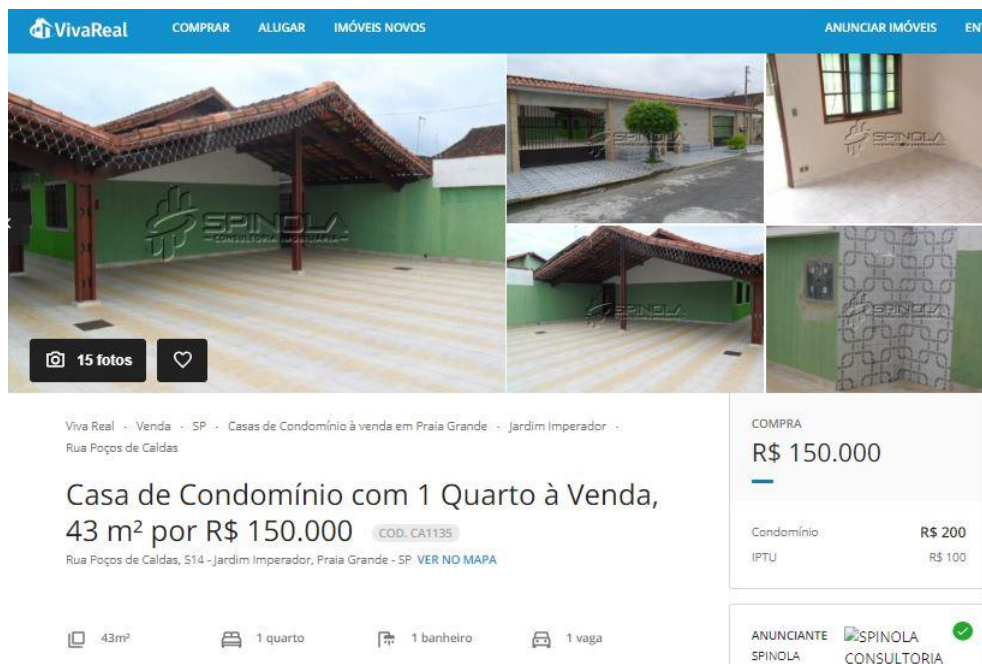 VivaReal COMPRAR ALUGAR IMÓVEIS NOVOS ANUNCIAR IMÓVEIS ENT
SPINOLA
CONSULTORIA IMOBILIARIA
SPINOLA
SPINOLA
SPINOLA
SPINOLA
15 fotos
Viva Real - Venda - SP - Casas de Condomínio à venda em Praia Grande - Jardim Imperador -
Rua Poços de Caldas
Casa de Condomínio com 1 Quarto à Venda,
43 m² por R$ 150.000 COD. CA1135
Rua Poços de Caldas, 514 - Jardim Imperador, Praia Grande - SP VER NO MAPA
43m² 1 quarto 1 banheiro 1 vaga
COMPRA
R$ 150.000
Condomínio R$ 200
IPTU R$ 100
ANUNCIANTE SPINOLA
SPINOLA CONSULTORIA